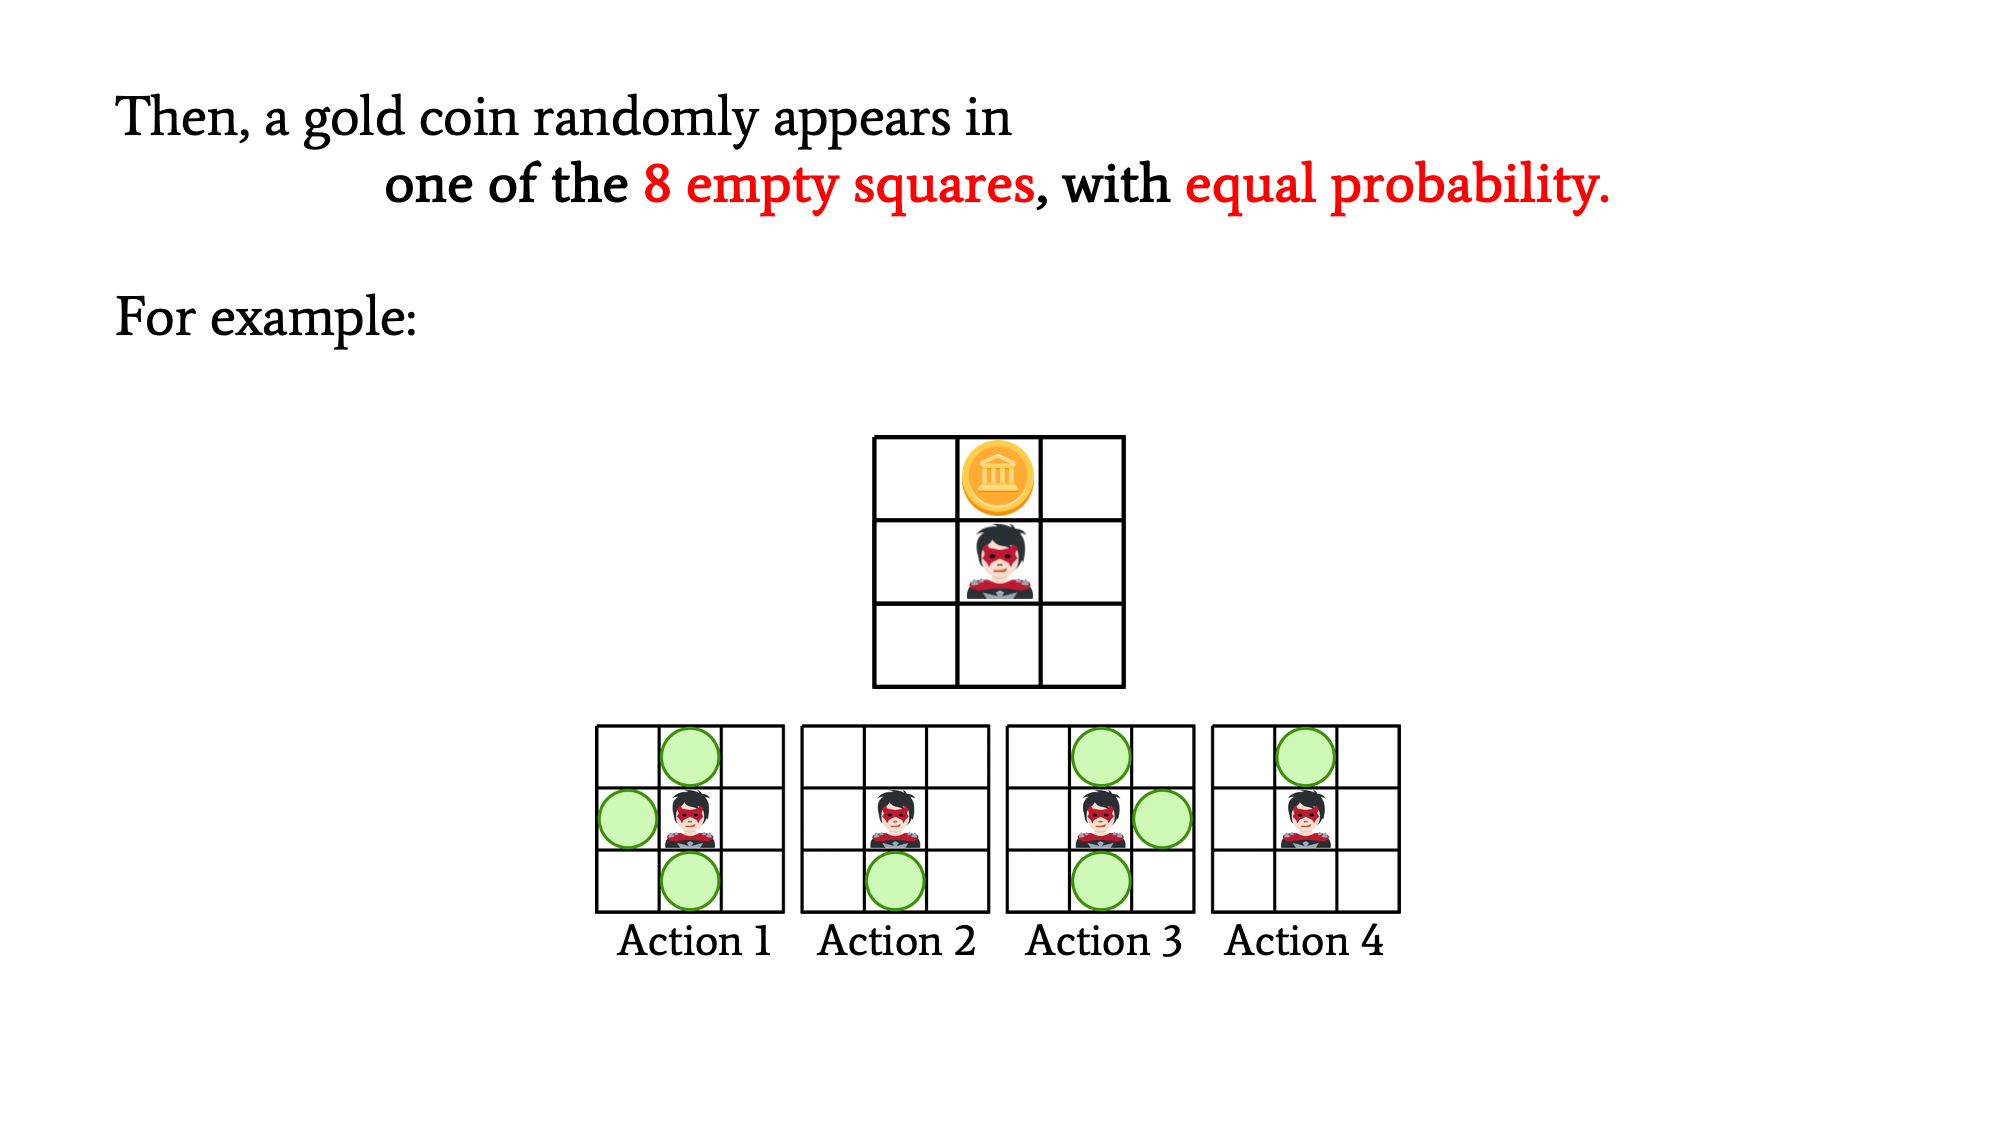 Then, a gold coin randomly appears in
one of the 8 empty squares, with equal probability.
For example:
Action 1 Action 2 Action 3 Action 4